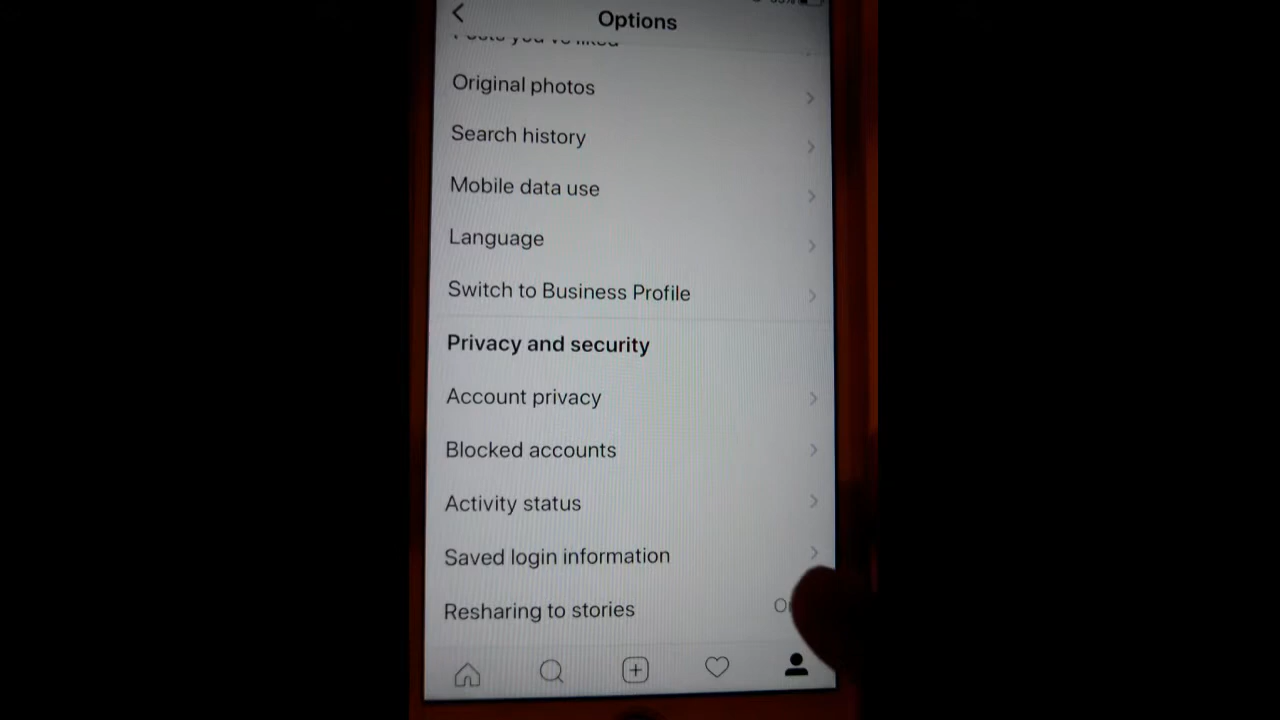 Options
Original photos
Search history
Mobile data use
Language
Switch to Business Profile
Privacy and security
Account privacy
Blocked accounts
Activity status
Saved login information
Resharing to stories